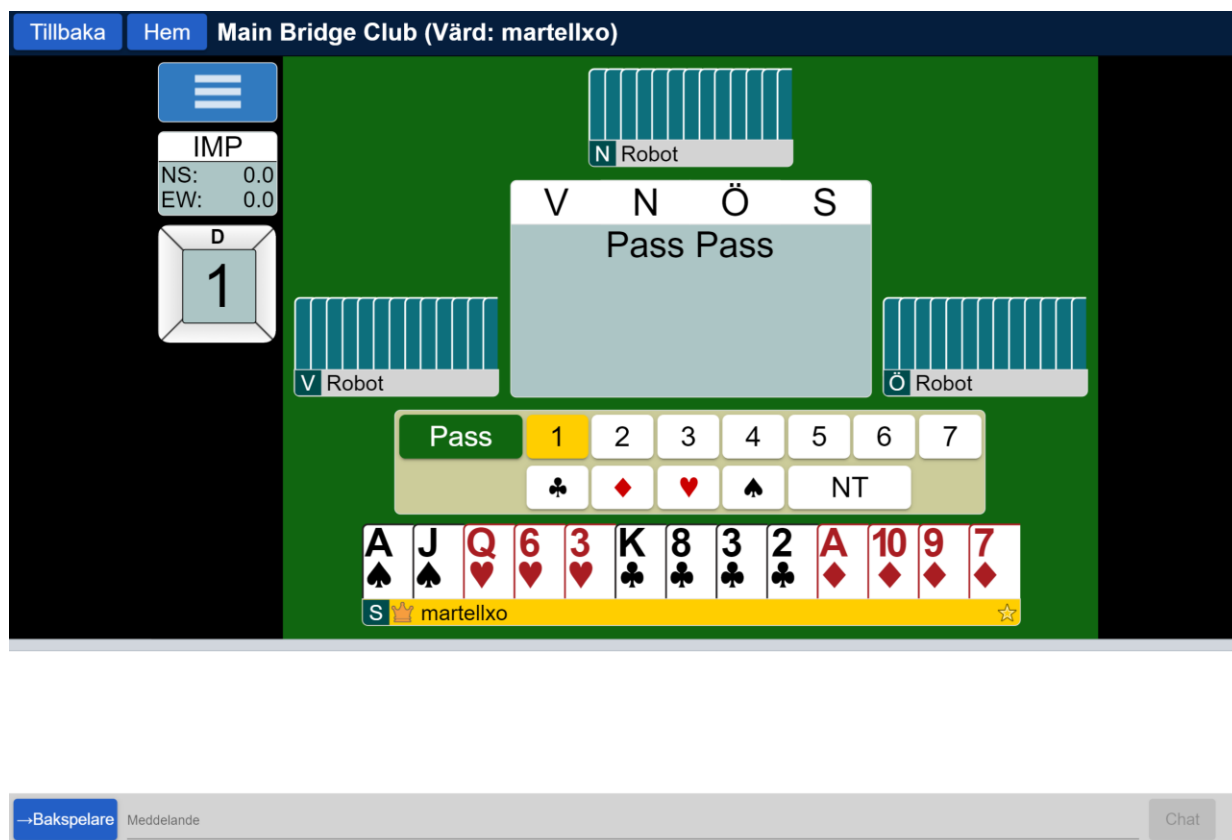 Tillbaka Hem Main Bridge Club (Värd: martellxo)
N Robot
IMP
NS: 0.0
EW: 0.0
D
1
V N Ö S
Pass Pass
V Robot
Ö Robot
Pass 1 2 3 4 5 6 7
♣ ♦ ♥ ♠ NT
A J Q 6 3 K 8 3 2 A 10 9 7
♠ ♠ ♥ ♥ ♥ ♣ ♣ ♣ ♣ ♦ ♦ ♦ ♦
S martellxo
→Bakspelare Meddelande Chat